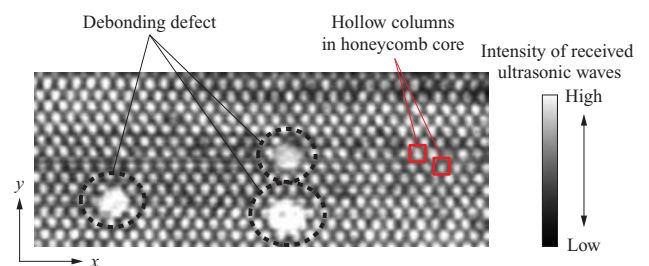 Debonding defect
Hollow columns
in honeycomb core
Intensity of received
ultrasonic waves
High
Low
y
x